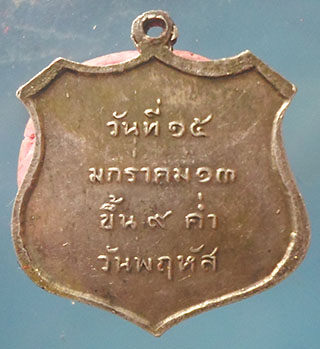 วันที่ ๑๕
มกราคม ๑๓
ขึ้น ๙ ค่ำ
วันพฤหัส